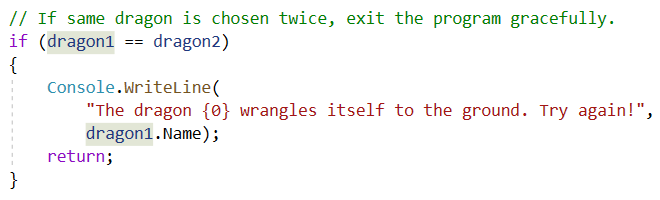 // If same dragon is chosen twice, exit the program gracefully.
if (dragon1 == dragon2)
{
    Console.WriteLine(
        "The dragon {0} wrangles itself to the ground. Try again!",
        dragon1.Name);
    return;
}